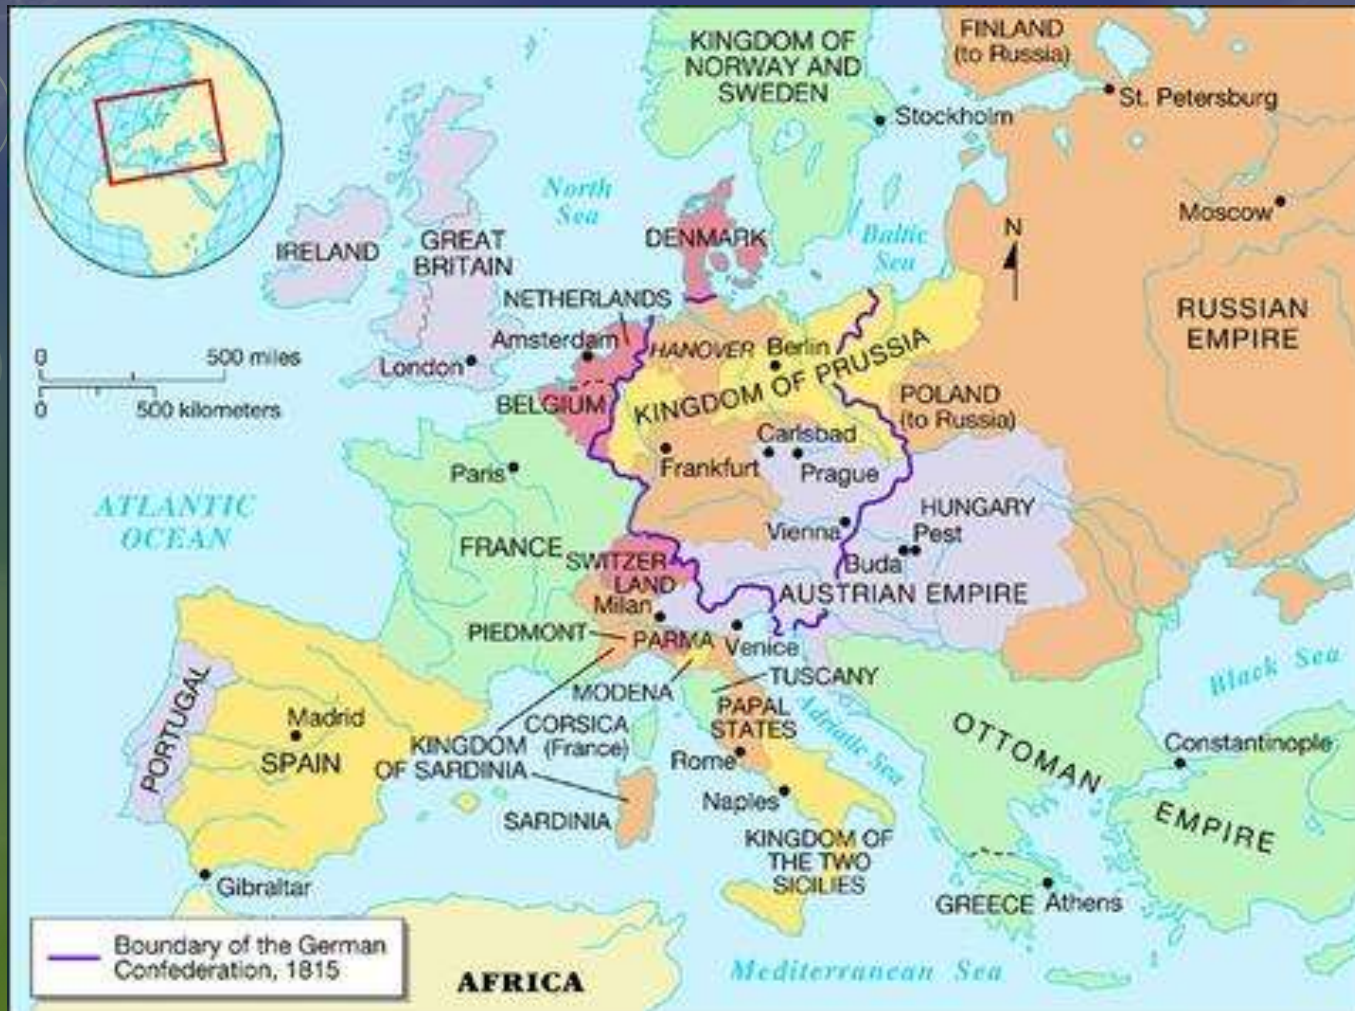 KINGDOM OF
NORWAY AND
SWEDEN
FINLAND
(to Russia)
St. Petersburg
Stockholm
North
Sea
Moscow
IRELAND
GREAT
BRITAIN
DENMARK
Baltic
Sea
N
NETHERLANDS
RUSSIAN
EMPIRE
0 500 miles
0 500 kilometers
Amsterdam
HANOVER
Berlin
London
KINGDOM OF PRUSSIA
BELGIUM
POLAND
(to Russia)
Carlsbad
Paris
Frankfurt
Prague
ATLANTIC
OCEAN
HUNGARY
Vienna
Pest
FRANCE
SWITZER-
LAND
Buda
AUSTRIAN EMPIRE
Milan
PIEDMONT
PARMA
Venice
Black Sea
TUSCANY
MODENA
PORTUGAL
Madrid
CORSICA
(France)
PAPAL
STATES
Adriatic Sea
OTTOMAN
EMPIRE
Constantinople
SPAIN
KINGDOM
OF SARDINIA
Rome
Naples
SARDINIA
KINGDOM OF
THE TWO
SICILIES
Gibraltar
GREECE
Athens
Boundary of the German
Confederation, 1815
AFRICA
Mediterranean Sea